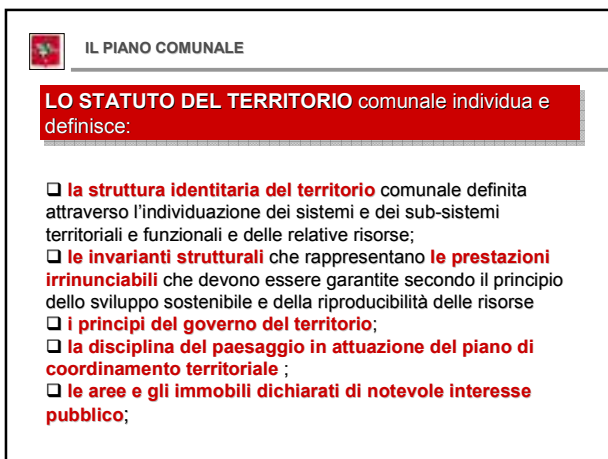 IL PIANO COMUNALE
LO STATUTO DEL TERRITORIO comunale individua e
definisce:
❑ la struttura identitaria del territorio comunale definita
attraverso l'individuazione dei sistemi e dei sub-sistemi
territoriali e funzionali e delle relative risorse;
❑ le invarianti strutturali che rappresentano le prestazioni
irrinunciabili che devono essere garantite secondo il principio
dello sviluppo sostenibile e della riproducibilità delle risorse
❑ i principi del governo del territorio;
❑ la disciplina del paesaggio in attuazione del piano di
coordinamento territoriale ;
❑ le aree e gli immobili dichiarati di notevole interesse
pubblico;